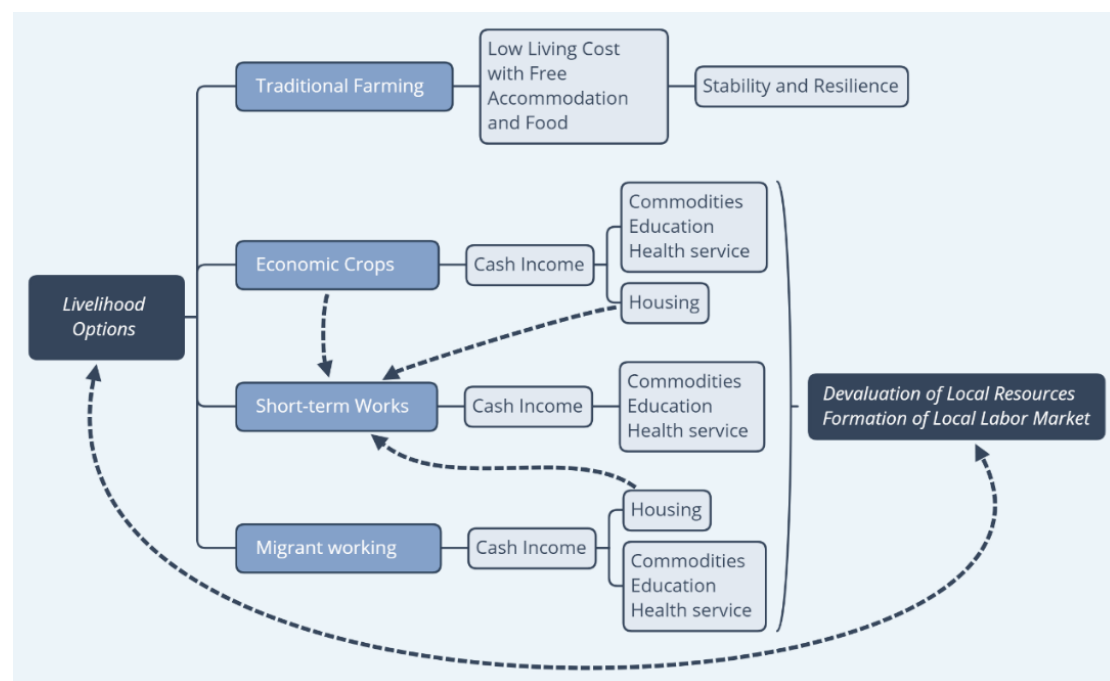 Traditional Farming
Low Living Cost
with Free
Accommodation
and Food
Stability and Resilience
Livelihood
Options
Economic Crops
Cash Income
Commodities
Education
Health service
Housing
Short-term Works
Cash Income
Commodities
Education
Health service
Migrant working
Cash Income
Housing
Commodities
Education
Health service
Devaluation of Local Resources
Formation of Local Labor Market